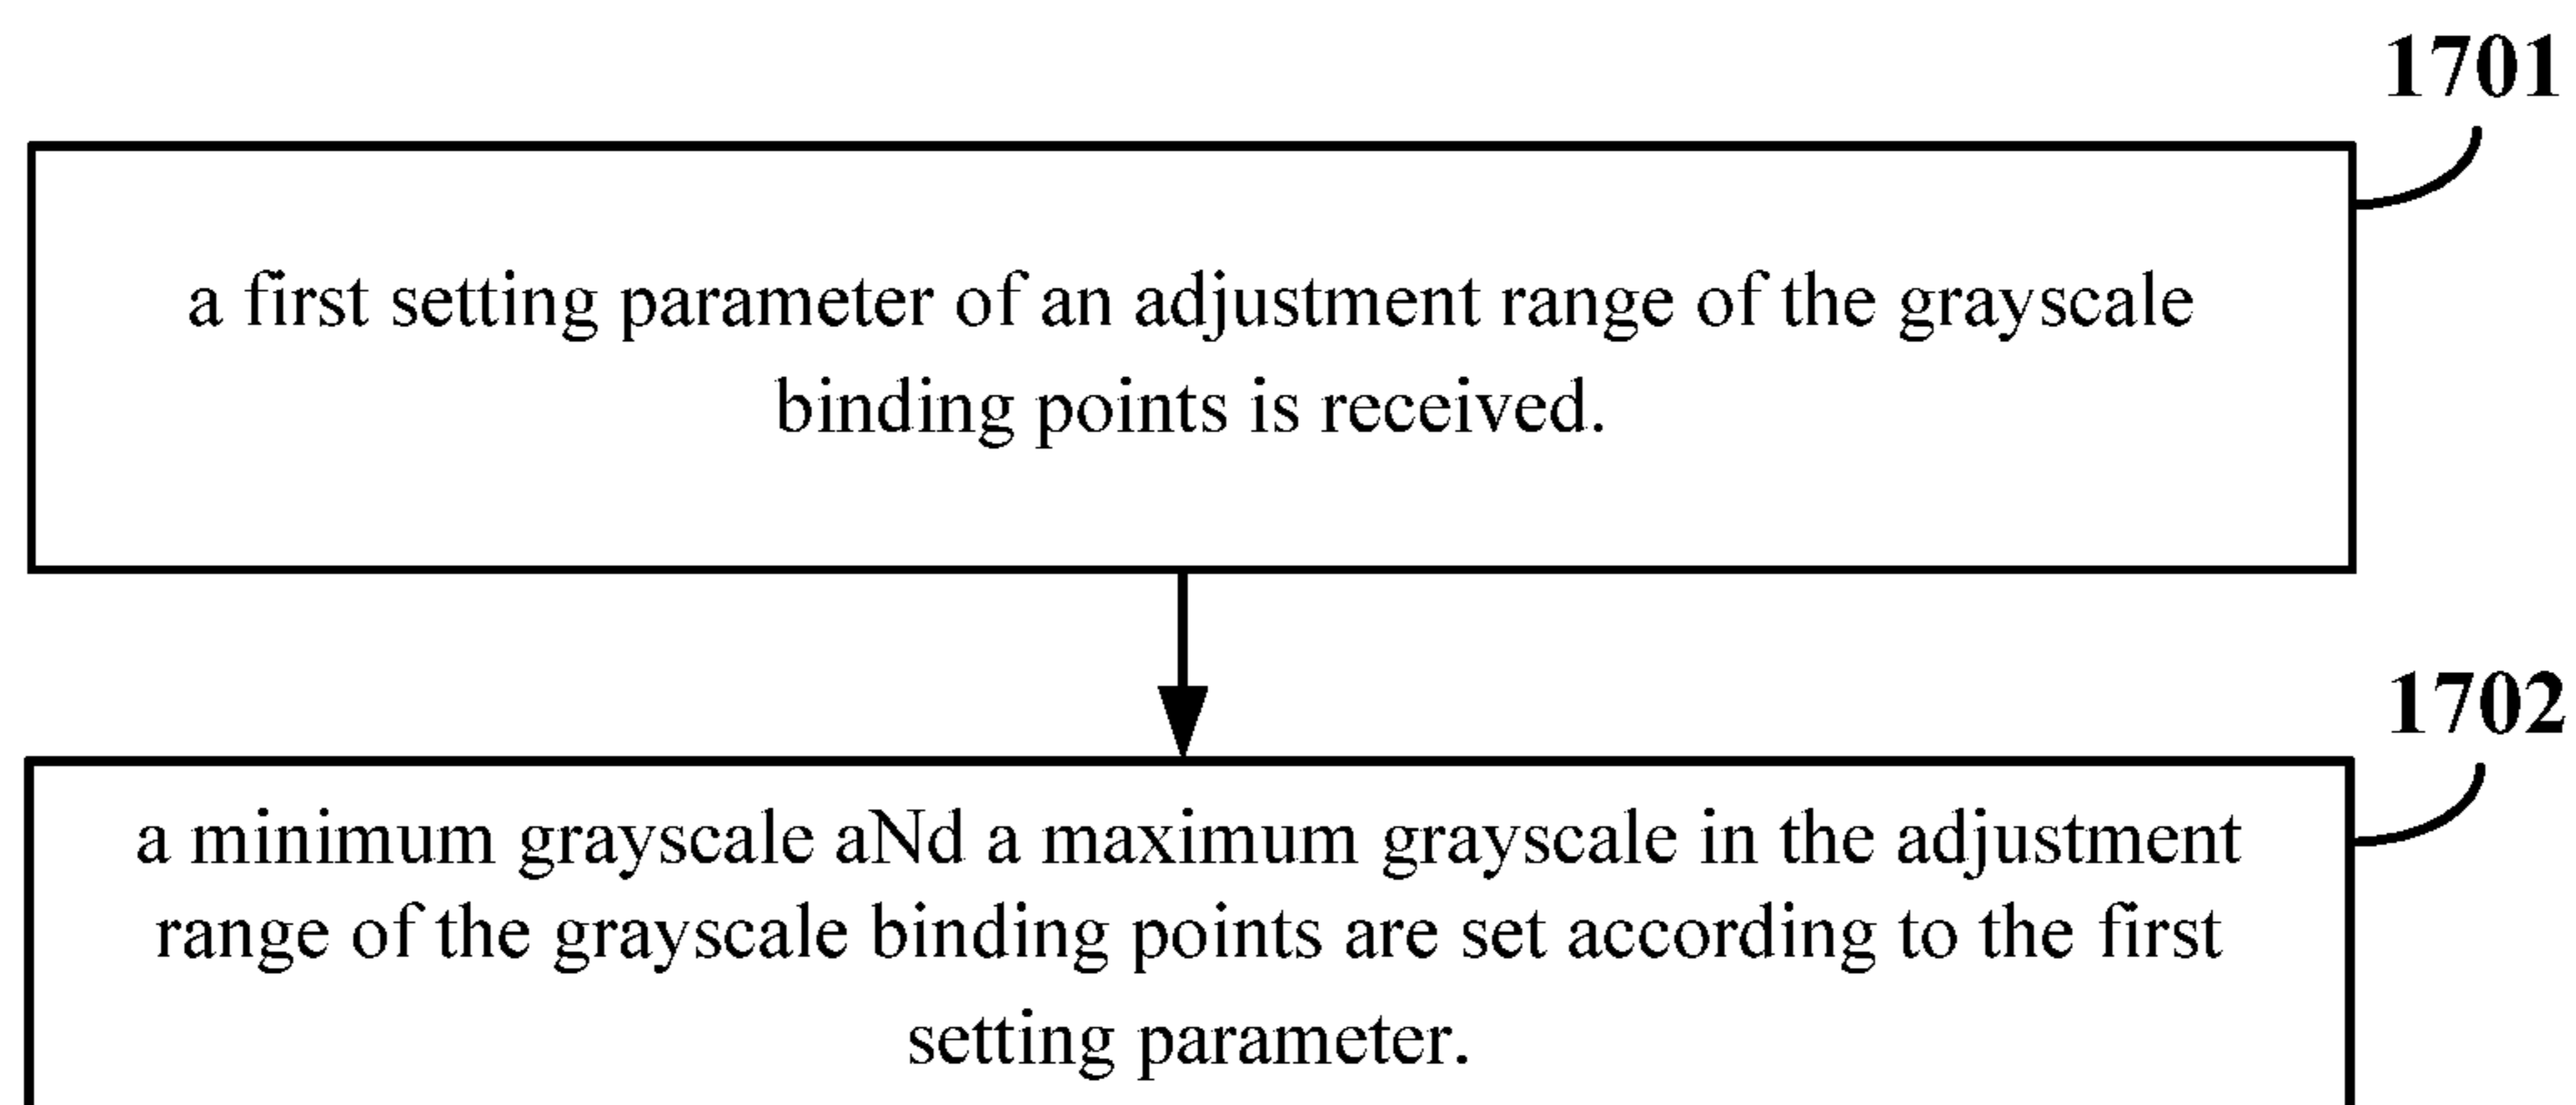 1701
a first setting parameter of an adjustment range of the grayscale
binding points is received.
1702
a minimum grayscale aNd a maximum grayscale in the adjustment
range of the grayscale binding points are set according to the first
setting parameter.